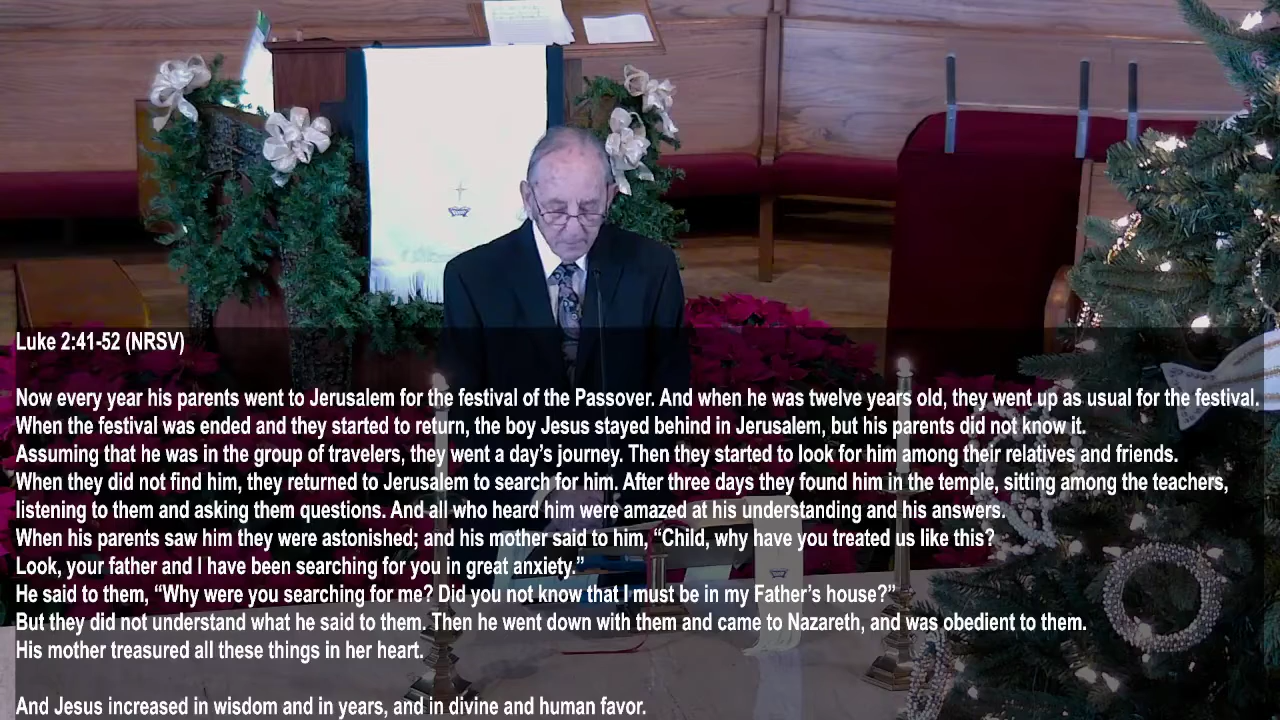 Luke 2:41-52 (NRSV)
Now every year his parents went to Jerusalem for the festival of the Passover. And when he was twelve years old, they went up as usual for the festival.
When the festival was ended and they started to return, the boy Jesus stayed behind in Jerusalem, but his parents did not know it.
Assuming that he was in the group of travelers, they went a day’s journey. Then they started to look for him among their relatives and friends.
When they did not find him, they returned to Jerusalem to search for him. After three days they found him in the temple, sitting among the teachers,
listening to them and asking them questions. And all who heard him were amazed at his understanding and his answers.
When his parents saw him they were astonished; and his mother said to him, “Child, why have you treated us like this?
Look, your father and I have been searching for you in great anxiety.”
He said to them, “Why were you searching for me? Did you not know that I must be in my Father’s house?”
But they did not understand what he said to them. Then he went down with them and came to Nazareth, and was obedient to them.
His mother treasured all these things in her heart.
And Jesus increased in wisdom and in years, and in divine and human favor.